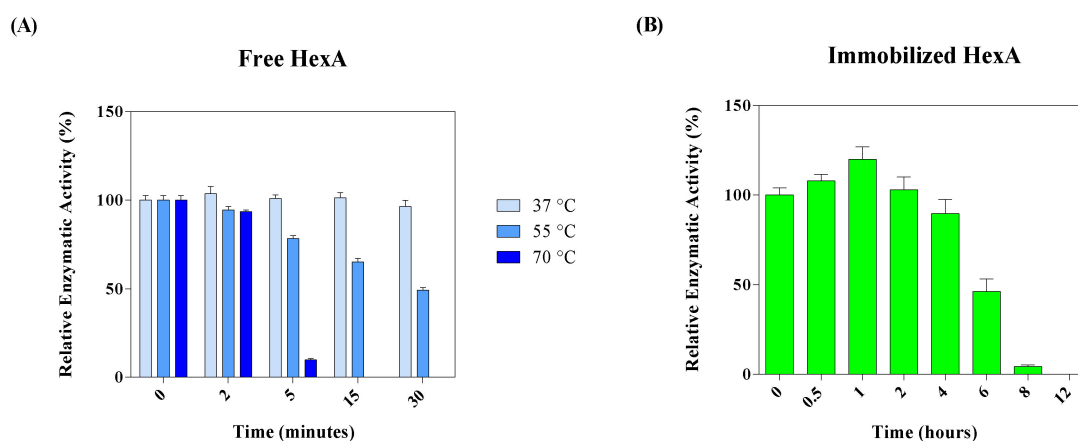 (A)
Free HexA
Relative Enzymatic Activity (%)
150
100
50
0
0
2
5
15
30
Time (minutes)
37 °C
55 °C
70 °C
(B)
Immobilized HexA
Relative Enzymatic Activity (%)
150
100
50
0
0
0.5
1
2
4
6
8
12
Time (hours)